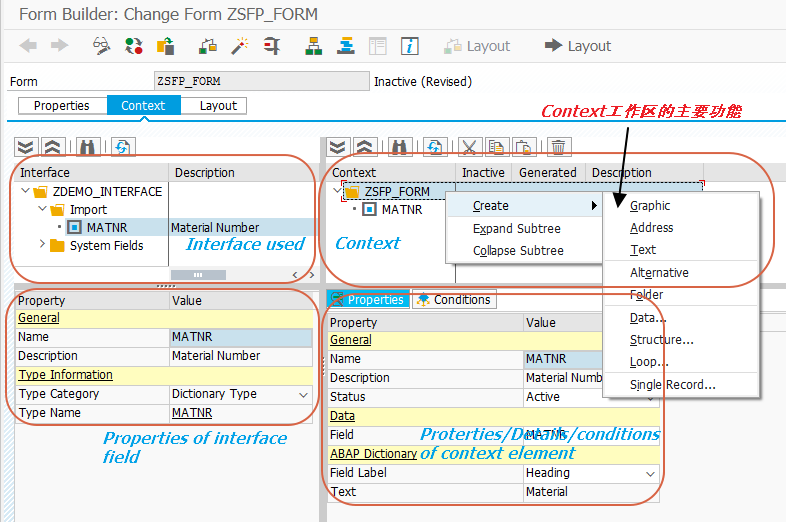 Form Builder: Change Form ZSFP_FORM
Layout
Layout
Form
ZSFP_FORM
Inactive (Revised)
Properties
Context
Layout
Context工作区的主要功能
Interface
Description
ZDEMO_INTERFACE
Import
MATNR
Material Number
System Fields
Interface used
Context
Inactive
Generated
Description
ZSFP_FORM
MATNR
Context
Create
Expand Subtree
Collapse Subtree
Graphic
Address
Text
Alternative
Folder
Data...
Structure...
Loop...
Single Record...
Property
Value
General
Name
MATNR
Description
Material Number
Type Information
Type Category
Dictionary Type
Type Name
MATNR
Properties of interface
field
Properties
Conditions
Property
Value
General
Name
MATNR
Description
Material Numb
Status
Active
Data
Field
MATNR
Proterties/Datas/conditions
of context element
ABAP Dictionary
Field Label
Heading
Text
Material